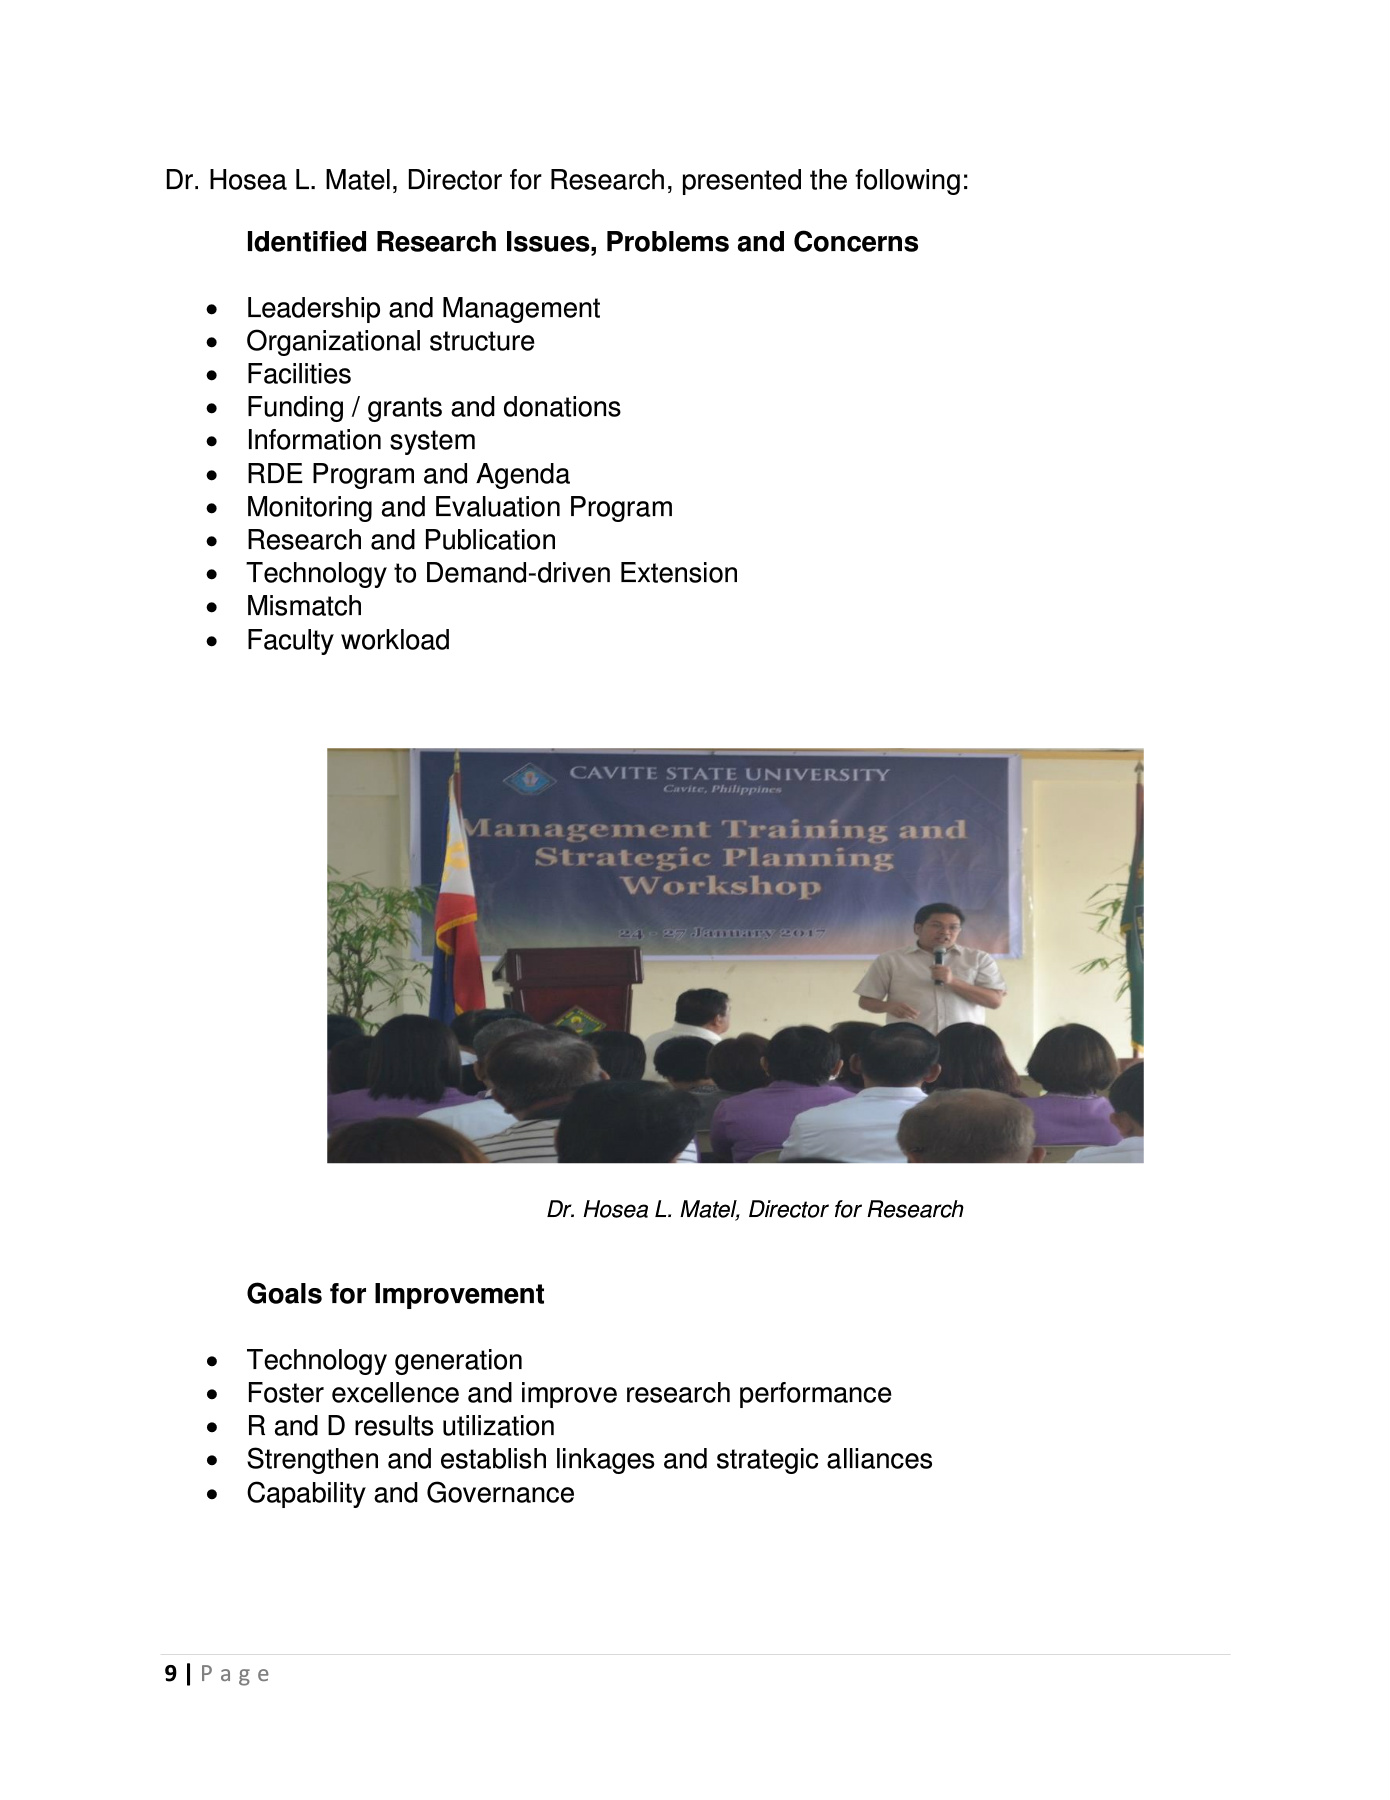 Dr. Hosea L. Matel, Director for Research, presented the following:
Identified Research Issues, Problems and Concerns
• Leadership and Management
• Organizational structure
• Facilities
• Funding / grants and donations
• Information system
• RDE Program and Agenda
• Monitoring and Evaluation Program
• Research and Publication
• Technology to Demand-driven Extension
• Mismatch
• Faculty workload
CAVITE STATE UNIVERSITY
Cavite, Philippines
Management Training and
Strategic Planning
Workshop
24 - 27 January 2017
Dr. Hosea L. Matel, Director for Research
Goals for Improvement
• Technology generation
• Foster excellence and improve research performance
• R and D results utilization
• Strengthen and establish linkages and strategic alliances
• Capability and Governance
9 | Page